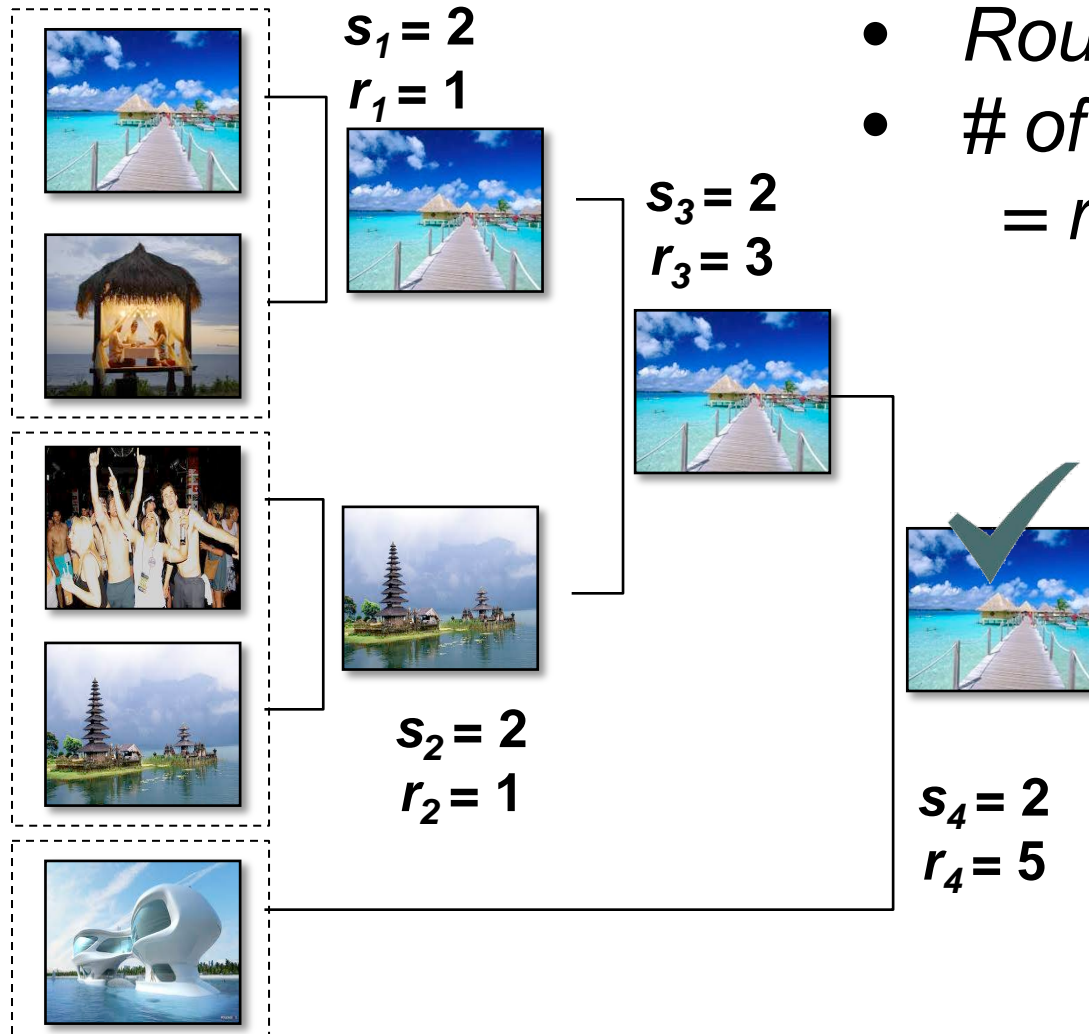 s₁ = 2
r₁ = 1
• Rou
• # of
= r
s₃ = 2
r₃ = 3
s₂ = 2
r₂ = 1
s₄ = 2
r₄ = 5